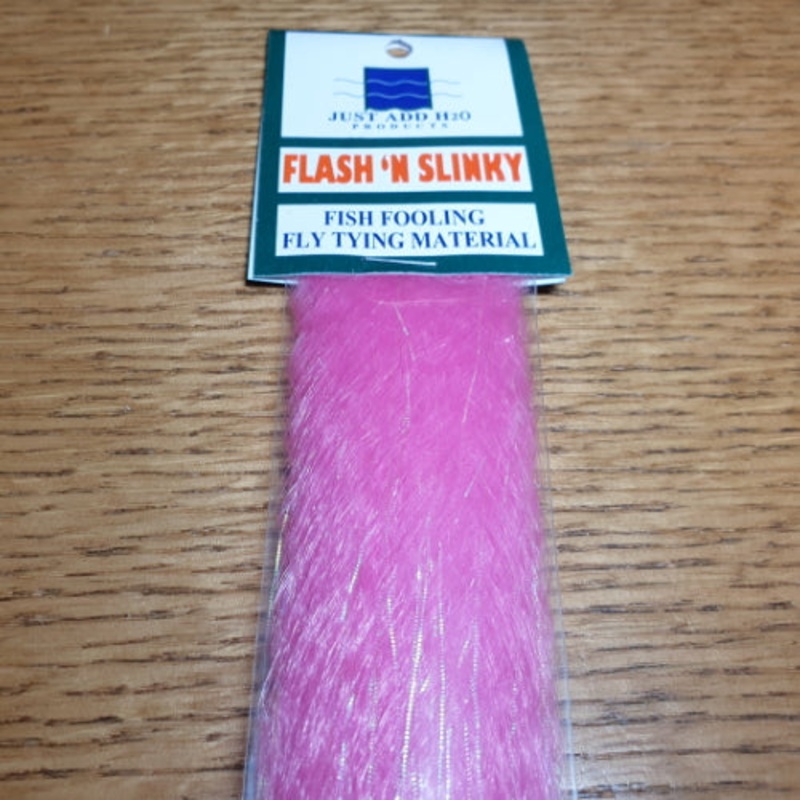 JUST ADD H2O
PRODUCTS
FLASH 'N SLINKY
FISH FOOLING
FLY TYING MATERIAL